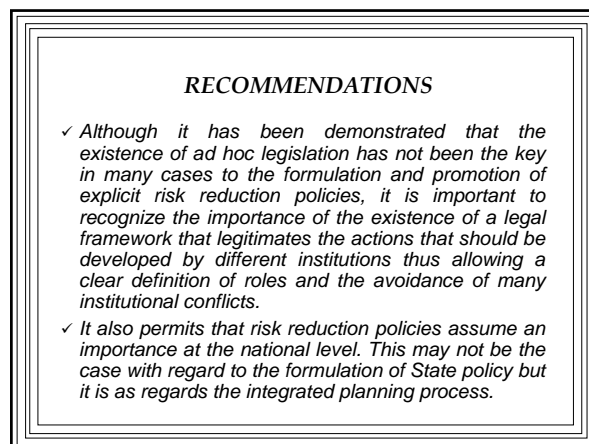 RECOMMENDATIONS
✓ Although it has been demonstrated that the
existence of ad hoc legislation has not been the key
in many cases to the formulation and promotion of
explicit risk reduction policies, it is important to
recognize the importance of the existence of a legal
framework that legitimates the actions that should be
developed by different institutions thus allowing a
clear definition of roles and the avoidance of many
institutional conflicts.
✓ It also permits that risk reduction policies assume an
importance at the national level. This may not be the
case with regard to the formulation of State policy but
it is as regards the integrated planning process.